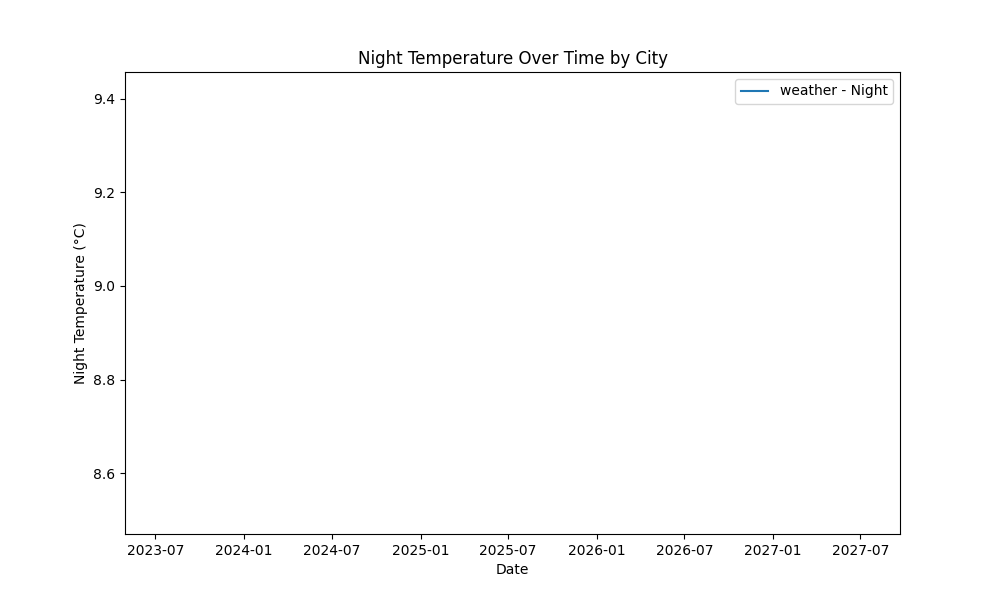 Night Temperature Over Time by City
weather - Night
9.4
9.2
9.0
8.8
8.6
Night Temperature (°C)
2023-07 2024-01 2024-07 2025-01 2025-07 2026-01 2026-07 2027-01 2027-07
Date